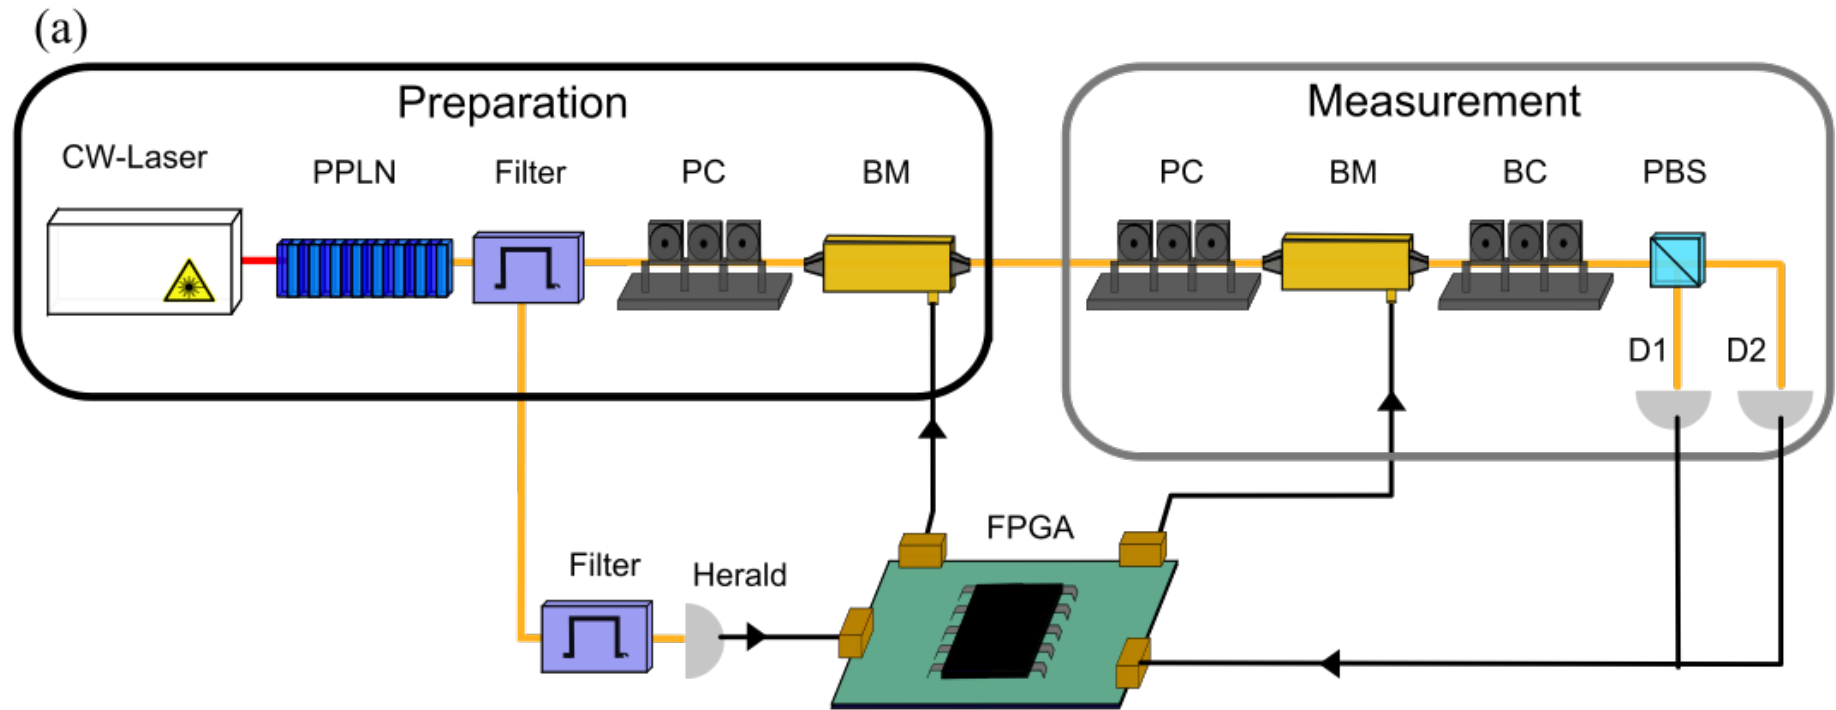 (a)
Preparation
Measurement
CW-Laser
PPLN
Filter
PC
BM
PC
BM
BC
PBS
D1
D2
FPGA
Filter
Herald